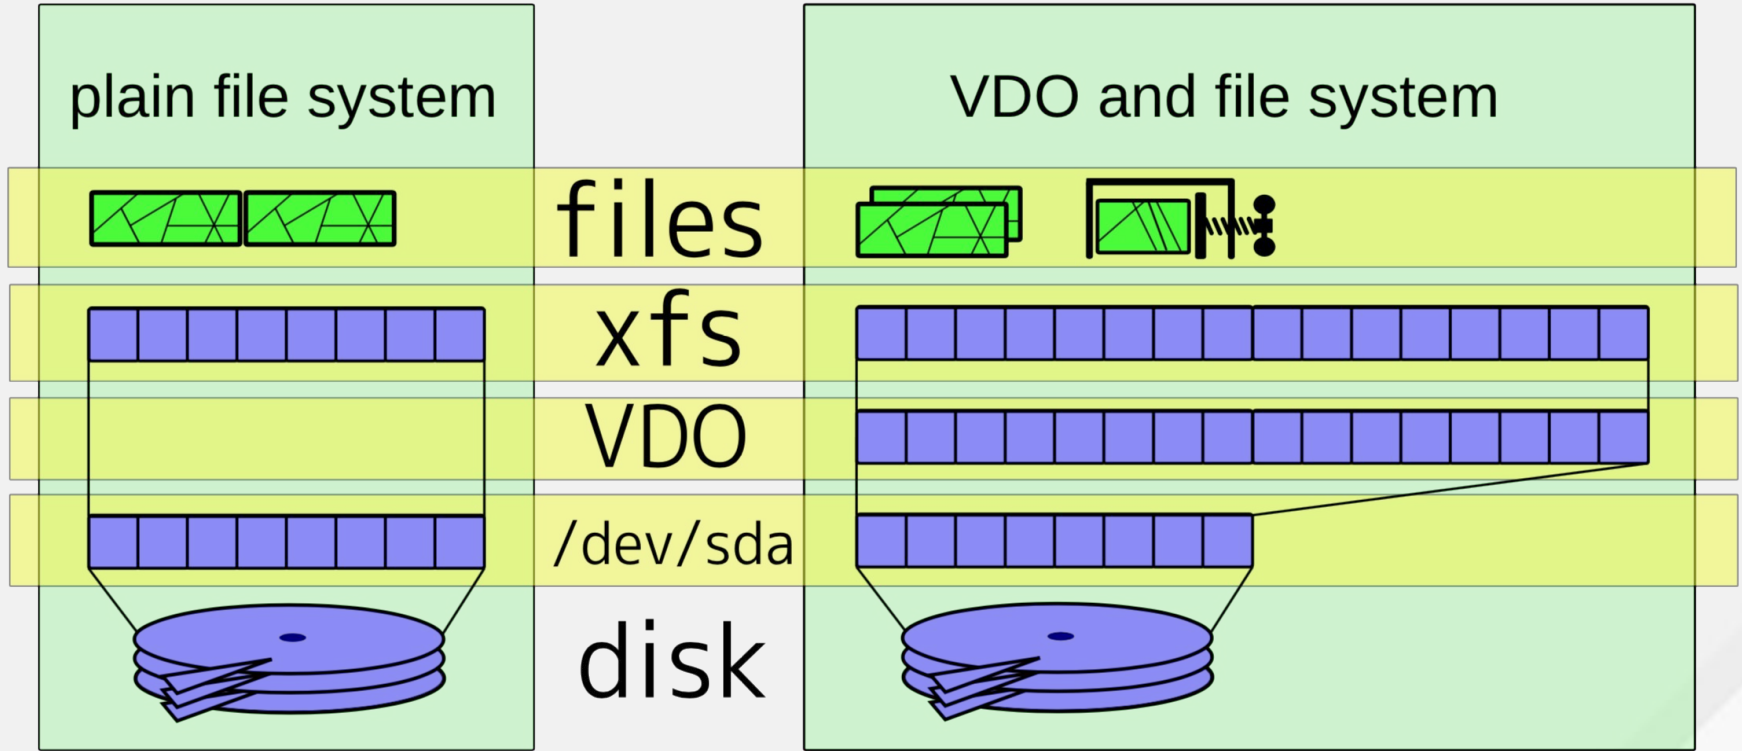 plain file system
VDO and file system
files
xfs
VDO
/dev/sda
disk